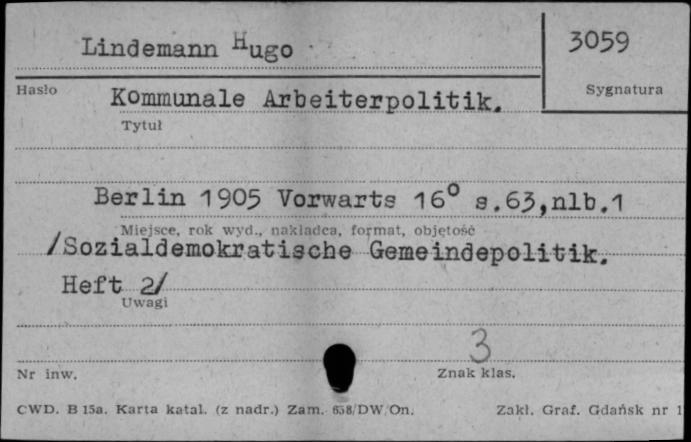 Lindemann Hugo
3059
Hasło
Sygnatura
Kommunale Arbeiterpolitik.
Tytuł
Berlin 1905 Vorwarts 16° s.63,nlb.1
Miejsce, rok wyd., nakładca, format, objętość
/Sozialdemokratische Gemeindepolitik.
Heft 2/
Uwagi
3
Nr inw.
Znak klas.
CWD. B 15a. Karta katal. (z nadr.) Zam. 658/DW/On.
Zakł. Graf. Gdańsk nr 1